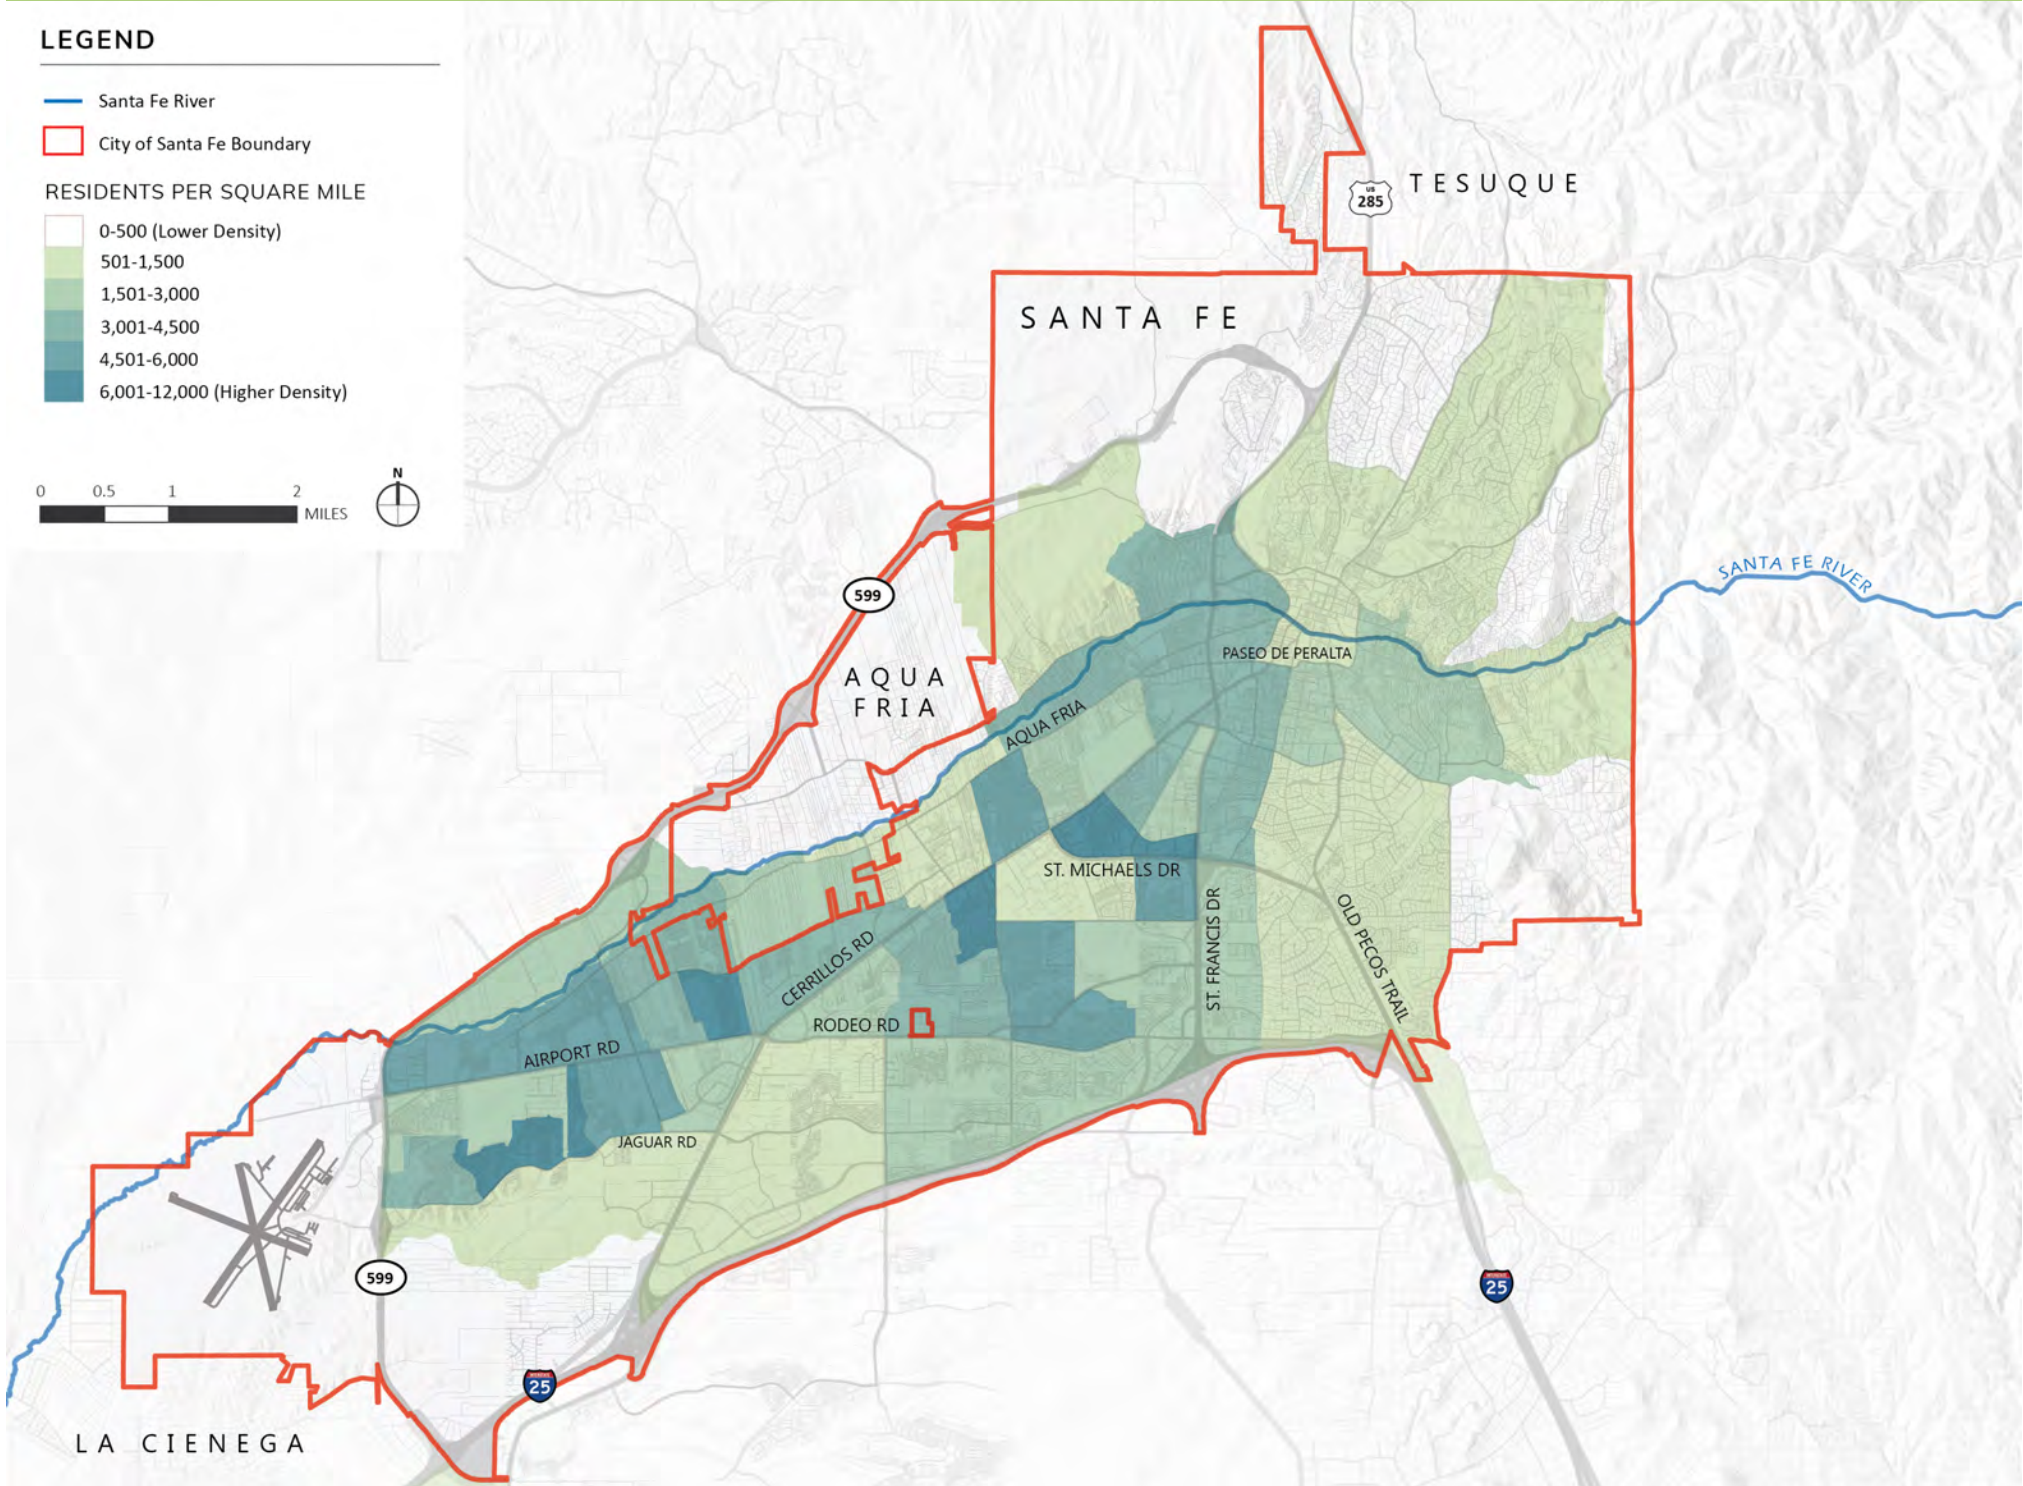 LEGEND
Santa Fe River
City of Santa Fe Boundary
RESIDENTS PER SQUARE MILE
0-500 (Lower Density)
501-1,500
1,501-3,000
3,001-4,500
4,501-6,000
6,001-12,000 (Higher Density)
N
0 0.5 1 2
MILES
US
285
TESUQUE
SANTA FE
SANTA FE RIVER
599
AQUA
FRIA
PASEO DE PERALTA
AQUA FRIA
ST. MICHAELS DR
ST. FRANCIS DR
OLD PECOS TRAIL
CERRILLOS RD
RODEO RD
AIRPORT RD
JAGUAR RD
599
25
25
LA CIENEGA